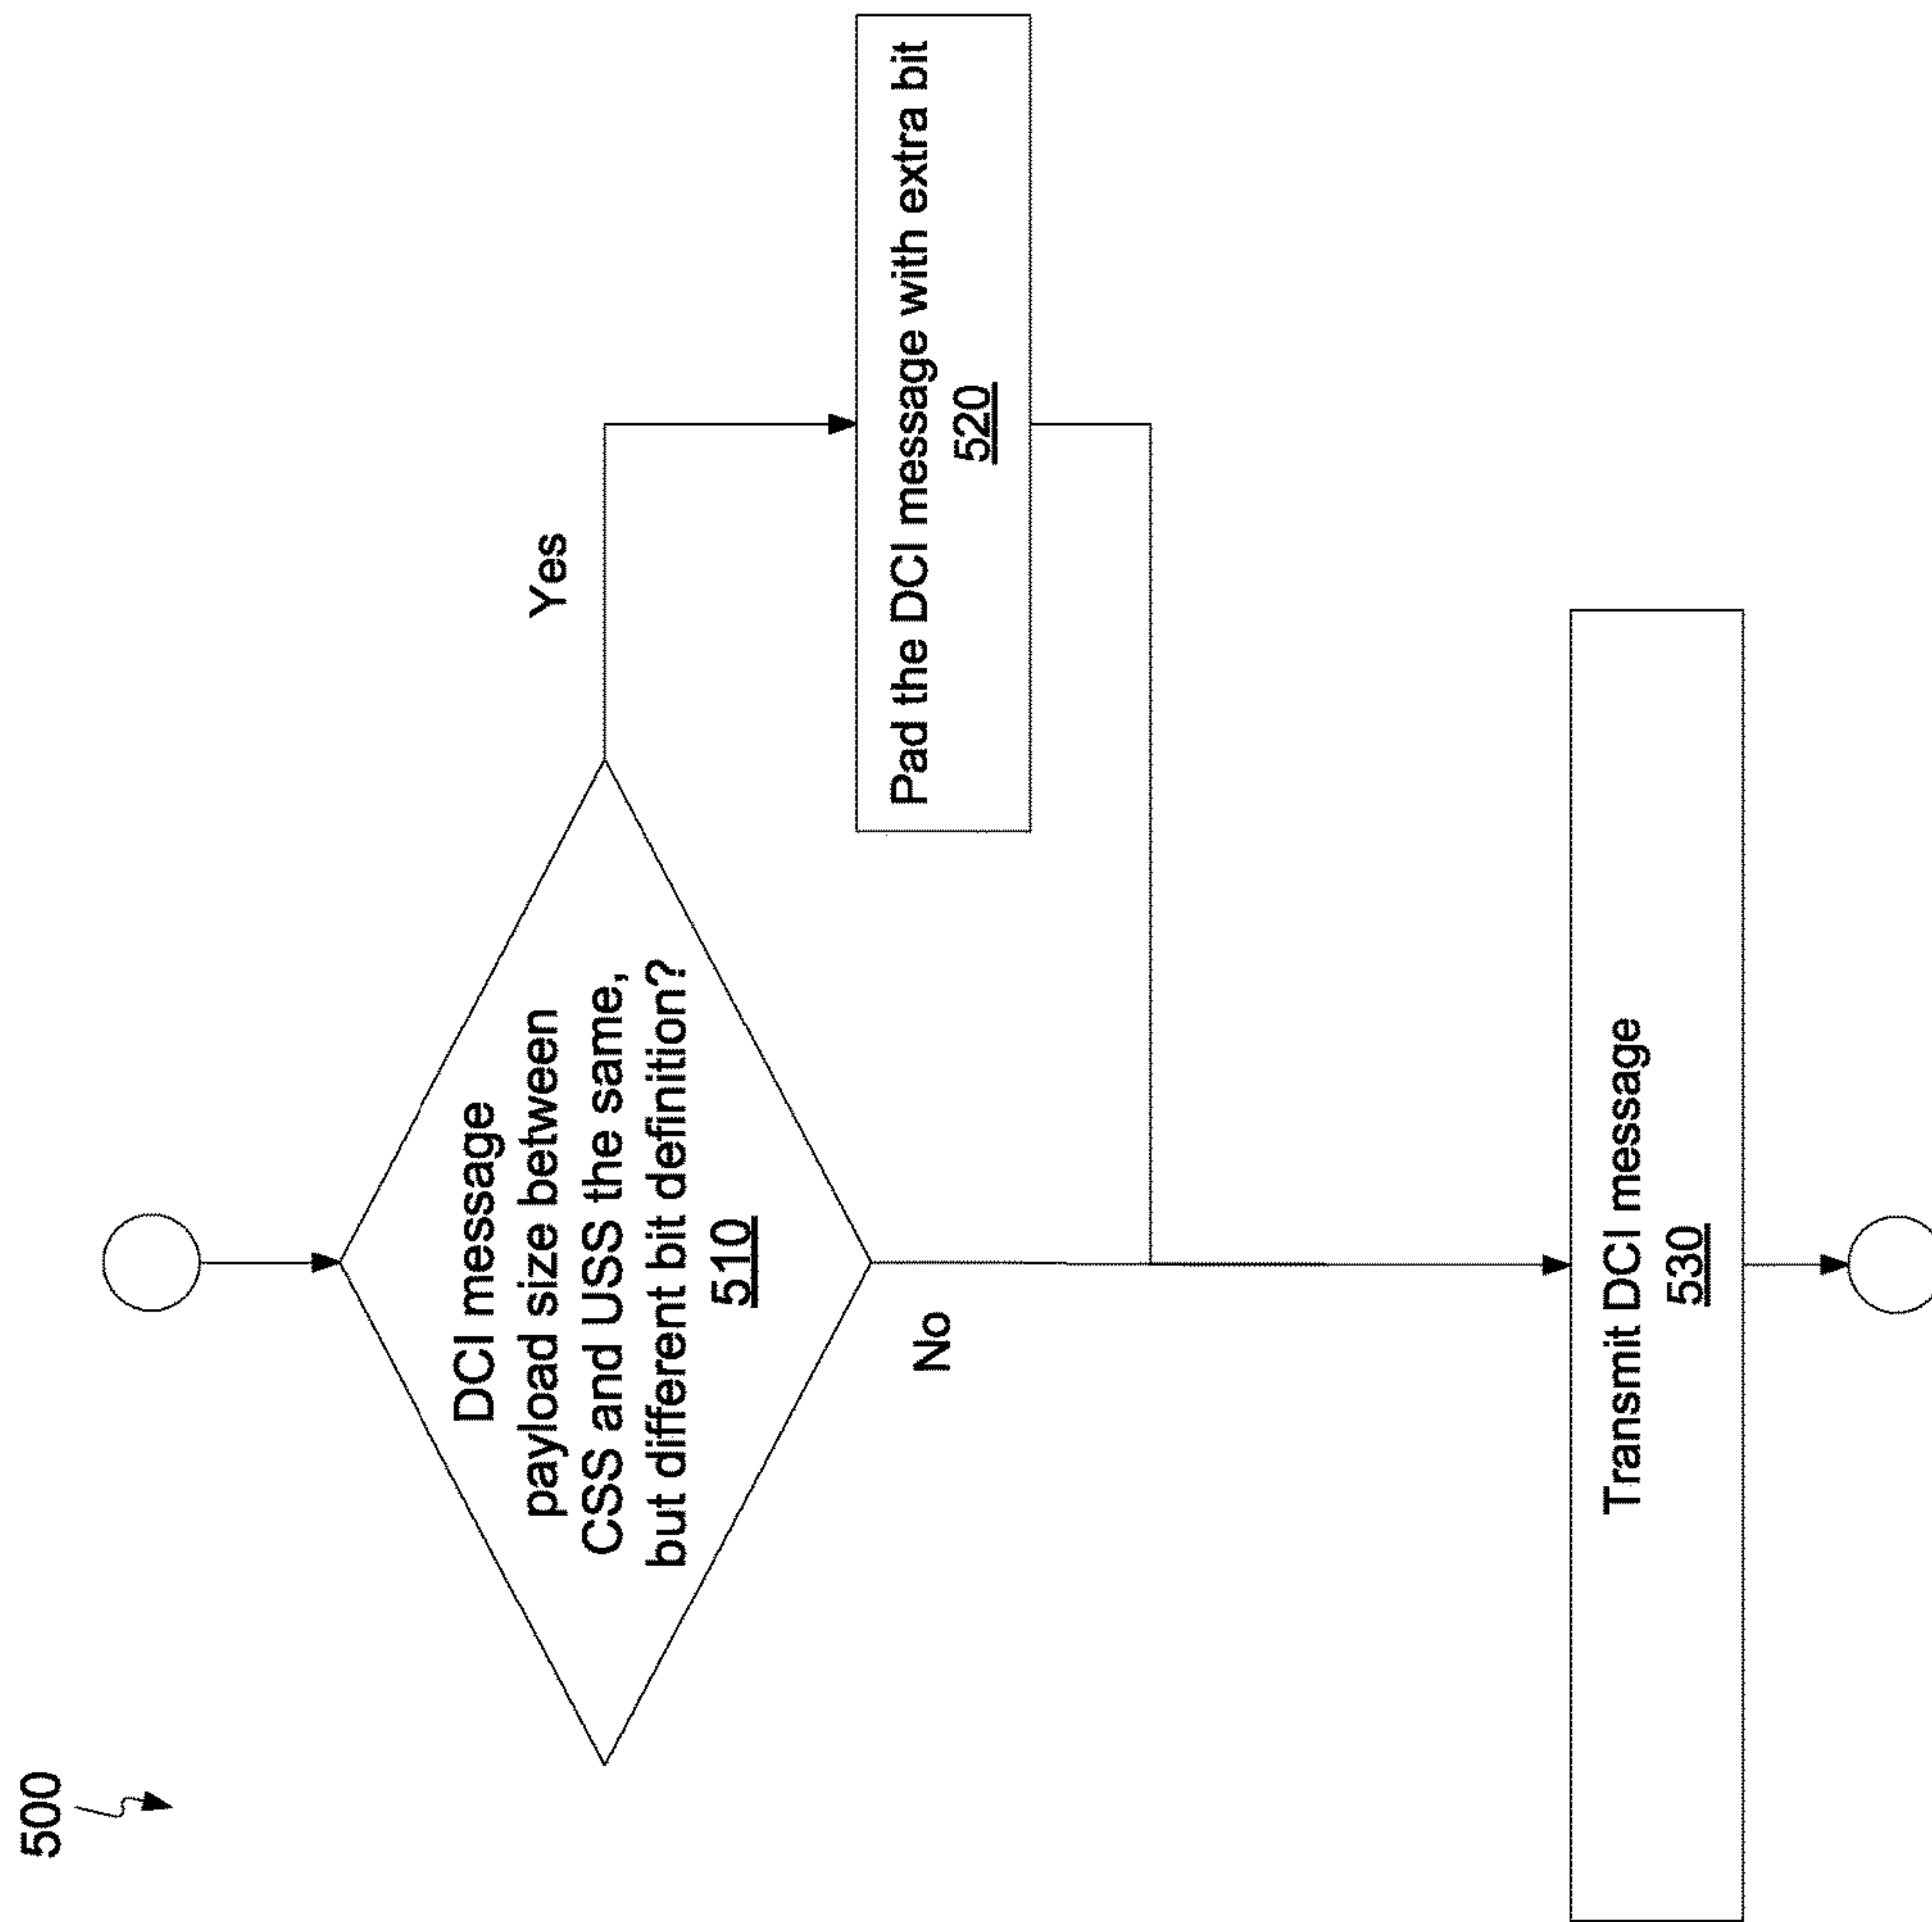 500
DCI message
payload size between
CSS and USS the same,
but different bit definition?
510
Yes
No
Pad the DCI message with extra bit
520
Transmit DCI message
530